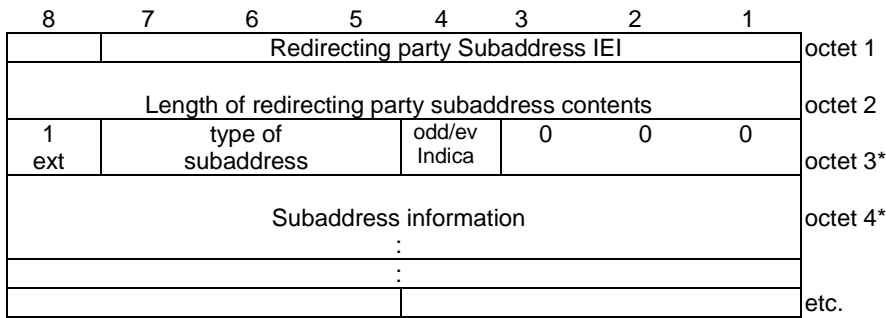 8 7 6 5 4 3 2 1
Redirecting party Subaddress IEI octet 1
Length of redirecting party subaddress contents octet 2
1 type of odd/ev 0 0 0
ext subaddress Indica octet 3*
Subaddress information octet 4*
:
:
etc.